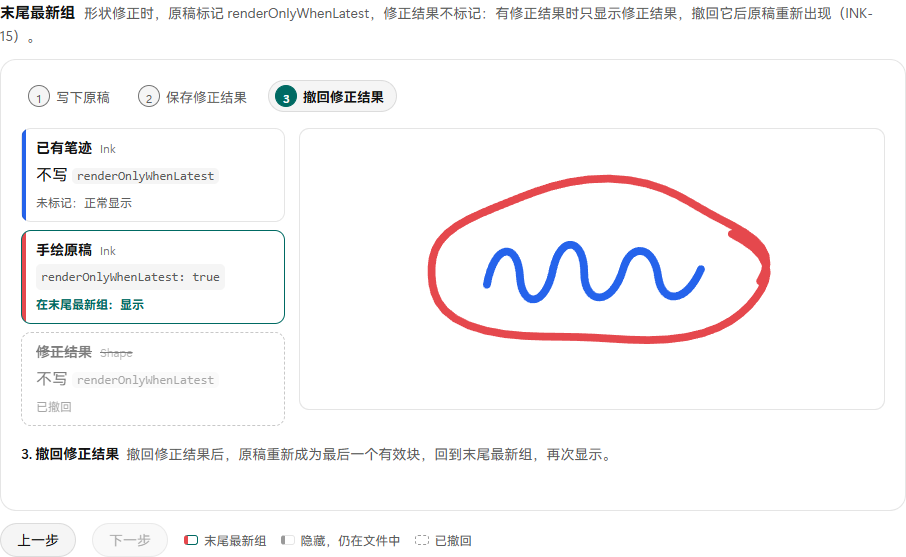 末尾最新组 形状修正时，原稿标记 renderOnlyWhenLatest，修正结果不标记：有修正结果时只显示修正结果，撤回它后原稿重新出现（INK-
15）。
1 写下原稿 2 保存修正结果 3 撤回修正结果
已有笔迹 Ink
不写 renderOnlyWhenLatest
未标记：正常显示
手绘原稿 Ink
renderOnlyWhenLatest: true
在末尾最新组：显示
修正结果 Shape
不写 renderOnlyWhenLatest
已撤回
3. 撤回修正结果 撤回修正结果后，原稿重新成为最后一个有效块，回到末尾最新组，再次显示。
上一步 下一步 末尾最新组 隐藏，仍在文件中 已撤回